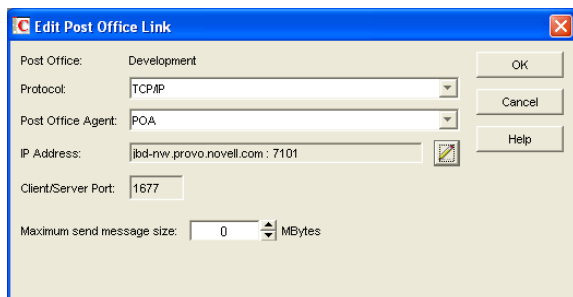 C Edit Post Office Link
Post Office: Development OK
Protocol: TCP/IP
Cancel
Post Office Agent: POA
Help
IP Address: jbd-nw.provo.novell.com : 7101
Client/Server Port: 1677
Maximum send message size: 0 MBytes